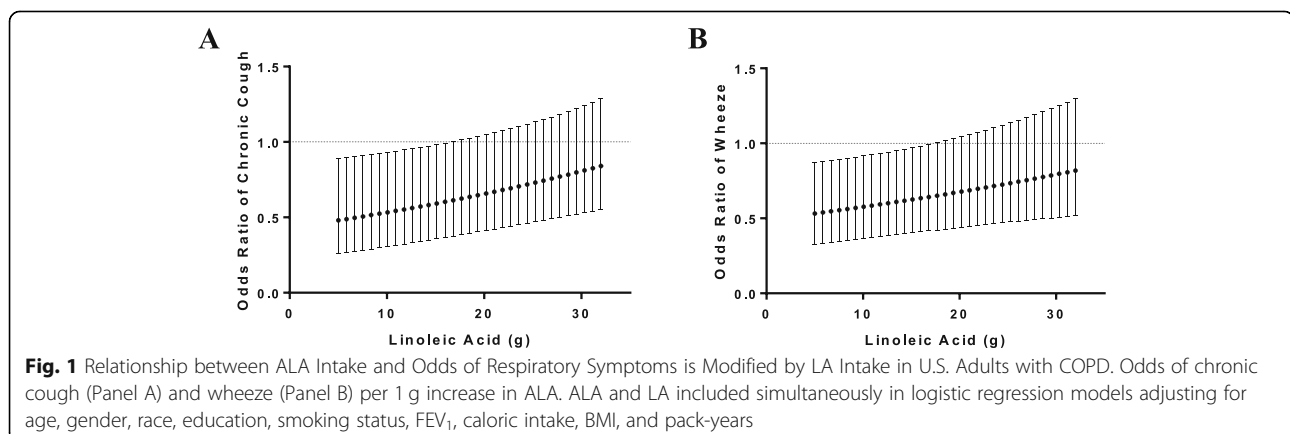 A
Odds Ratio of Chronic Cough
1.5
1.0
0.5
0.0
0 10 20 30
Linoleic Acid (g)
B
Odds Ratio of Wheeze
1.5
1.0
0.5
0.0
0 10 20 30
Linoleic Acid (g)
Fig. 1 Relationship between ALA Intake and Odds of Respiratory Symptoms is Modified by LA Intake in U.S. Adults with COPD. Odds of chronic
cough (Panel A) and wheeze (Panel B) per 1 g increase in ALA. ALA and LA included simultaneously in logistic regression models adjusting for
age, gender, race, education, smoking status, FEV₁, caloric intake, BMI, and pack-years